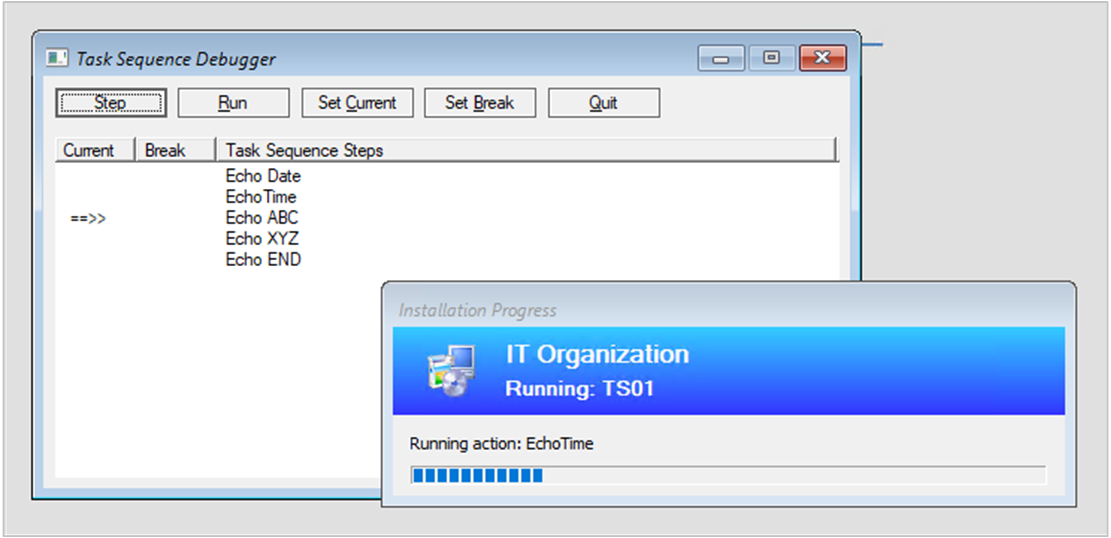 Task Sequence Debugger
Step Run Set Current Set Break Quit
Current Break Task Sequence Steps
Echo Date
EchoTime
==>> Echo ABC
Echo XYZ
Echo END
Installation Progress
IT Organization
Running: TS01
Running action: EchoTime